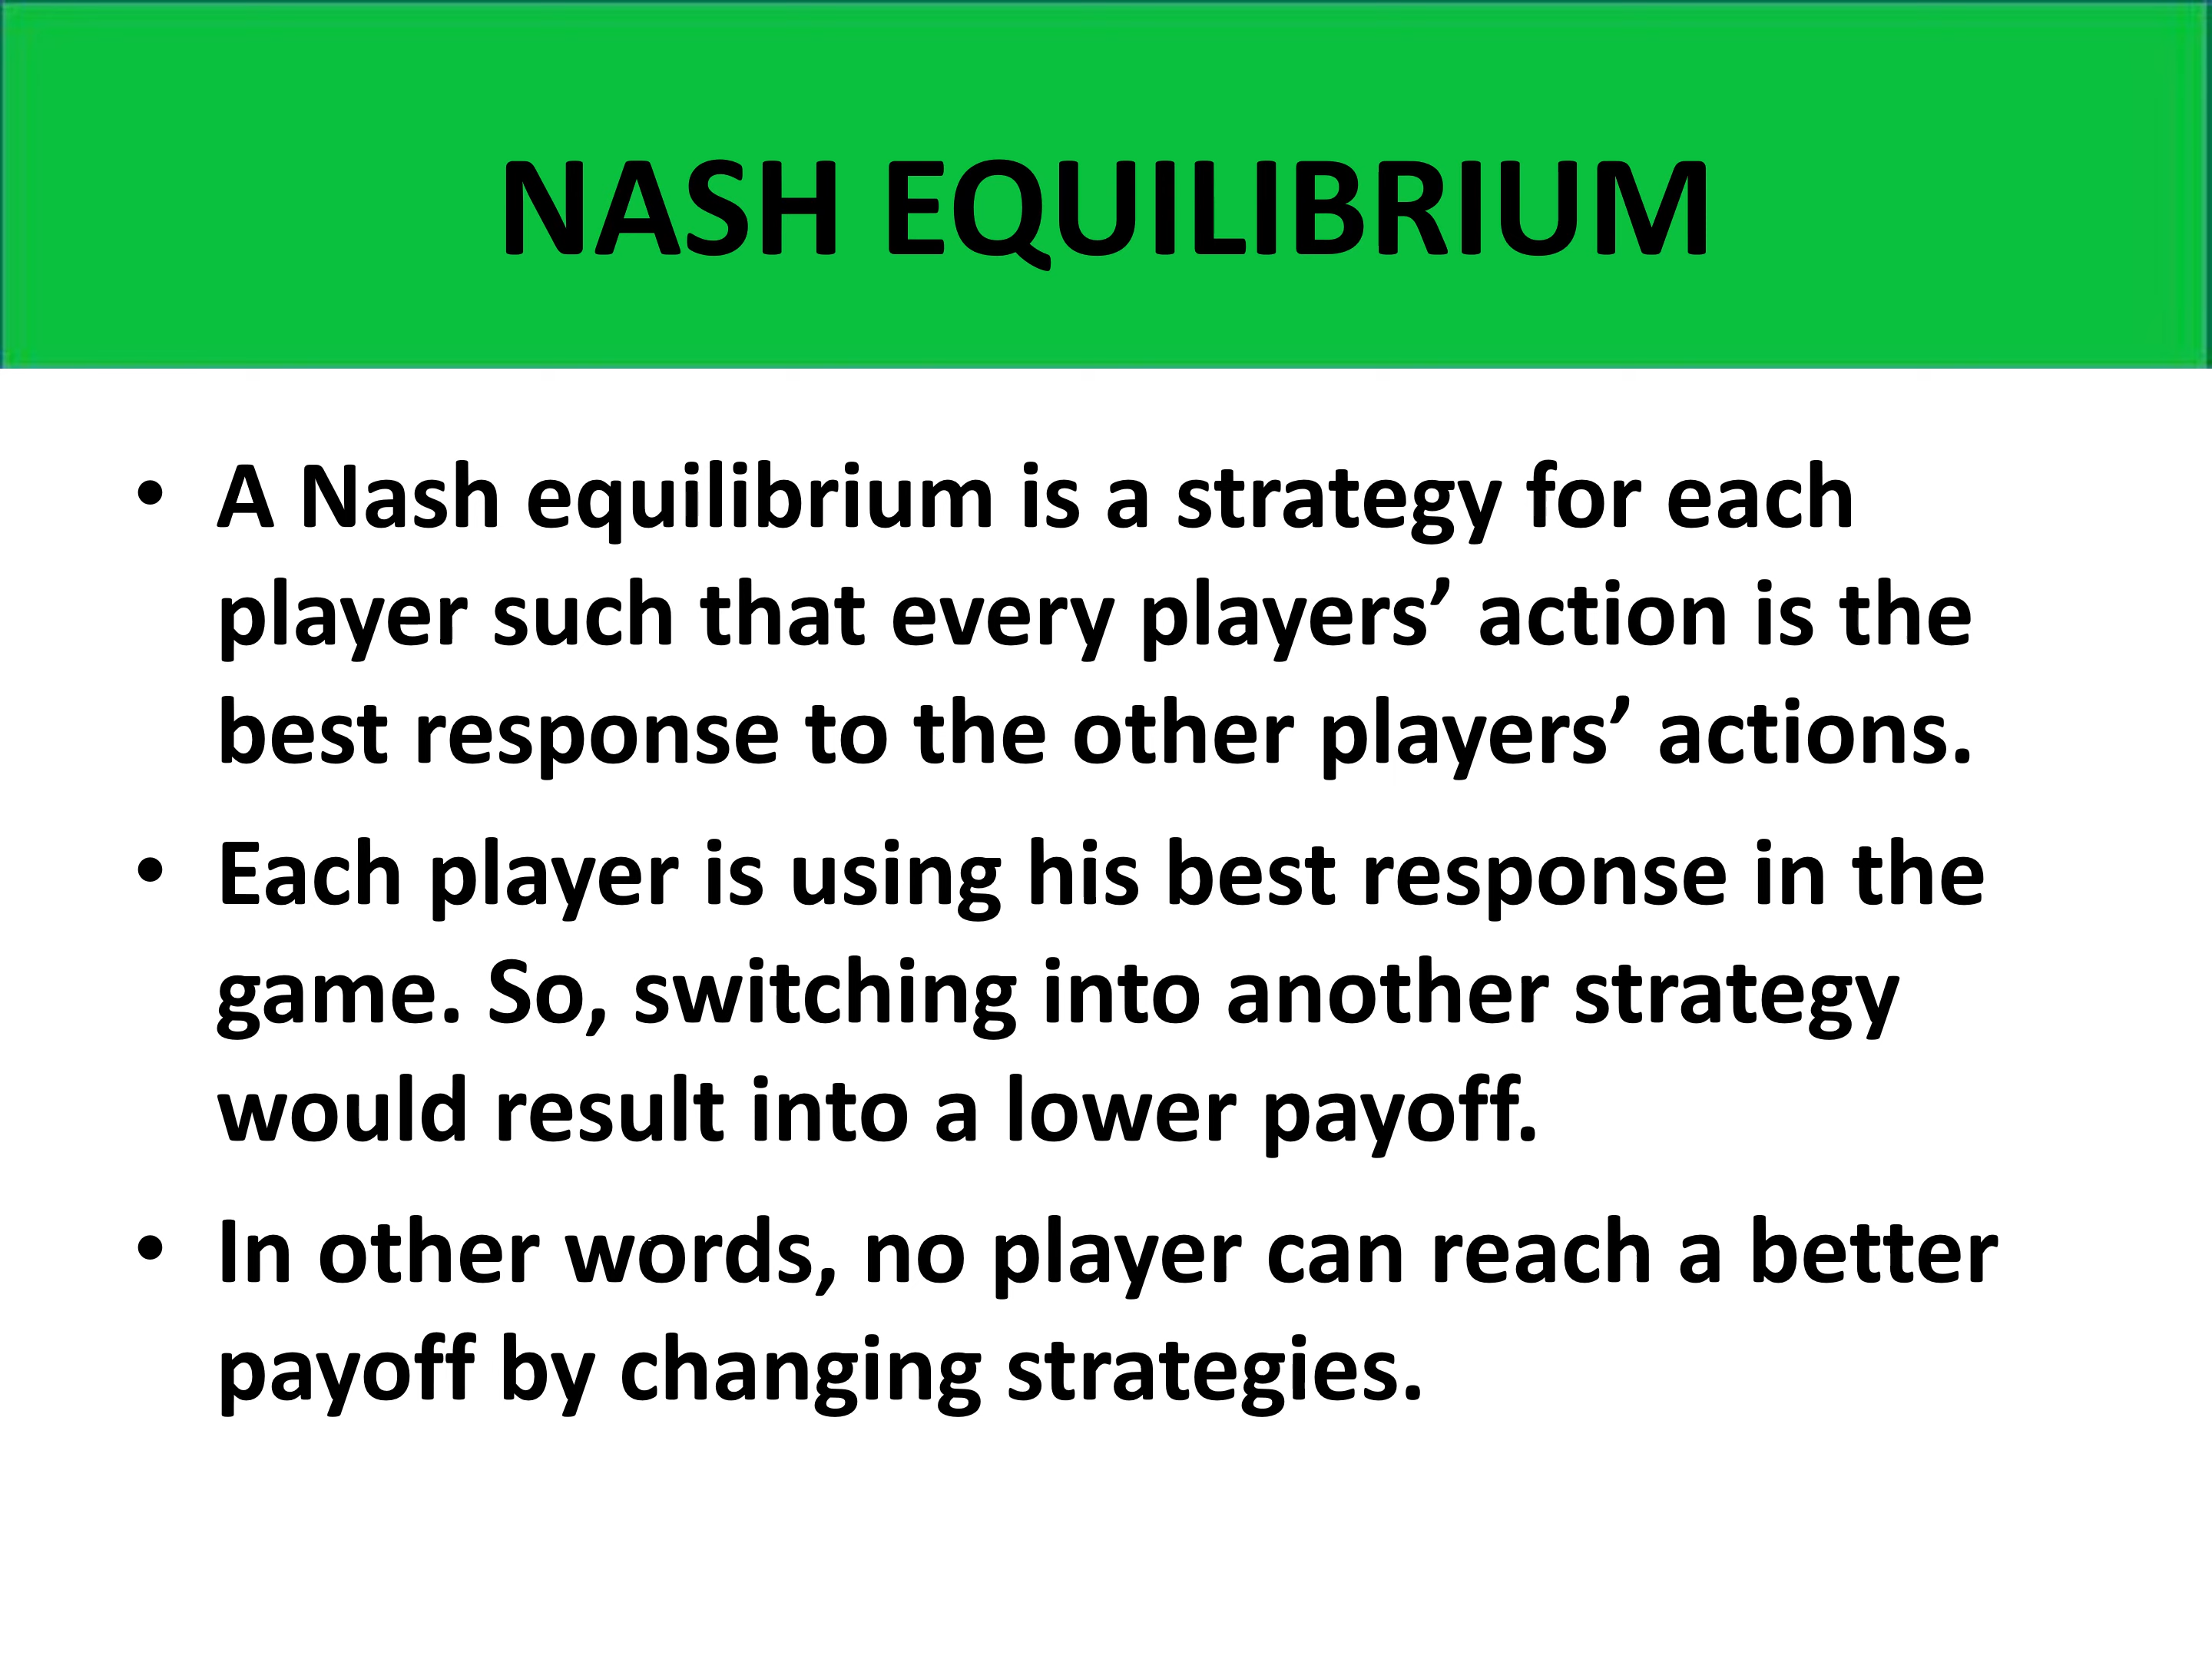 NASH EQUILIBRIUM
• A Nash equilibrium is a strategy for each
player such that every players’ action is the
best response to the other players’ actions.
• Each player is using his best response in the
game. So, switching into another strategy
would result into a lower payoff.
• In other words, no player can reach a better
payoff by changing strategies.